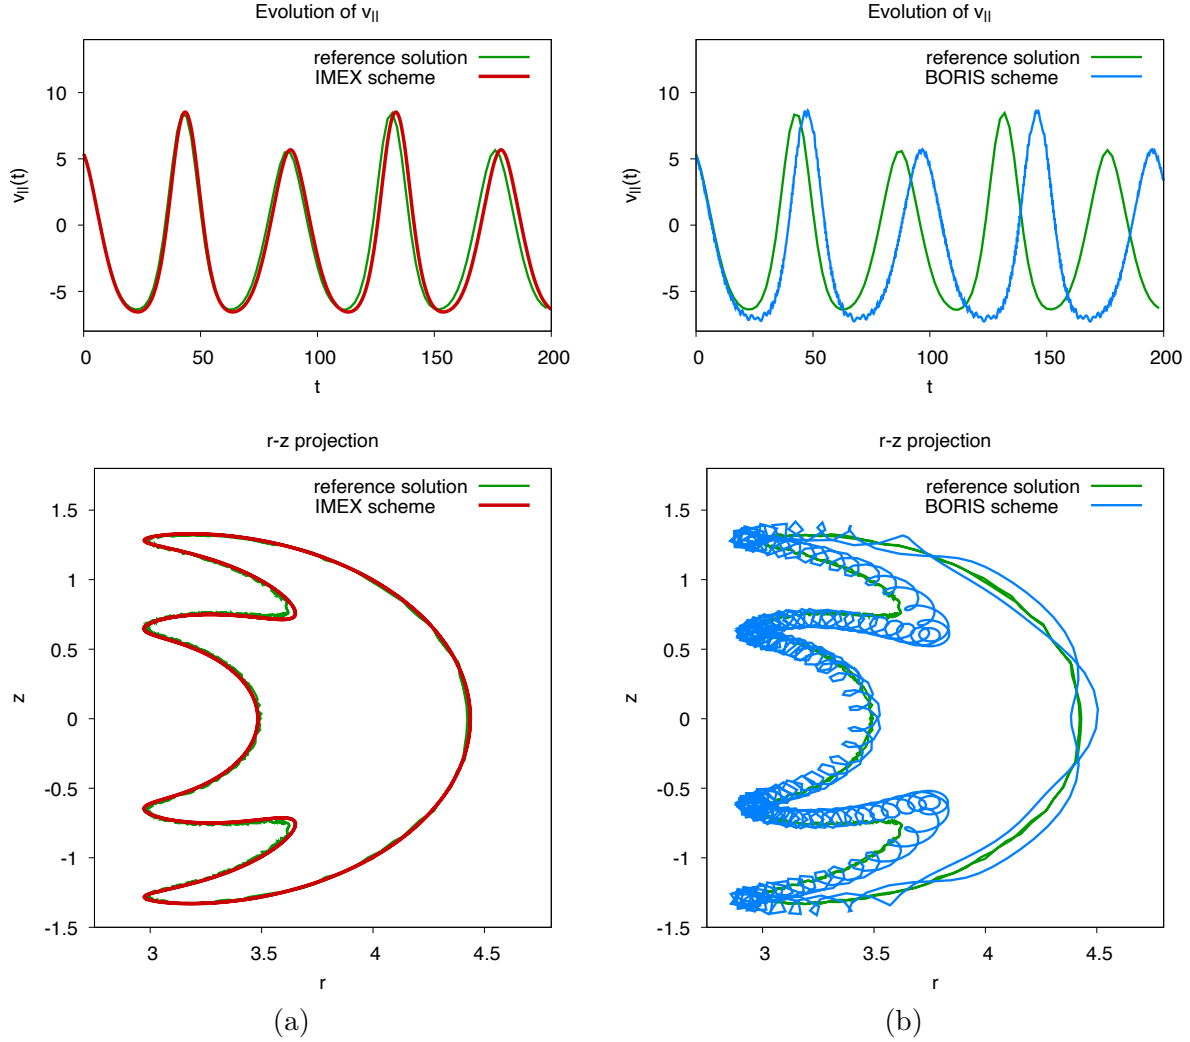 Evolution of v||
reference solution
IMEX scheme
10
5
0
-5
v||(t)
0
50
100
150
200
t
Evolution of v||
reference solution
BORIS scheme
10
5
0
-5
v||(t)
0
50
100
150
200
t
r-z projection
reference solution
IMEX scheme
1.5
1
0.5
0
-0.5
-1
-1.5
z
3
3.5
4
4.5
r
(a)
r-z projection
reference solution
BORIS scheme
1.5
1
0.5
0
-0.5
-1
-1.5
z
3
3.5
4
4.5
r
(b)